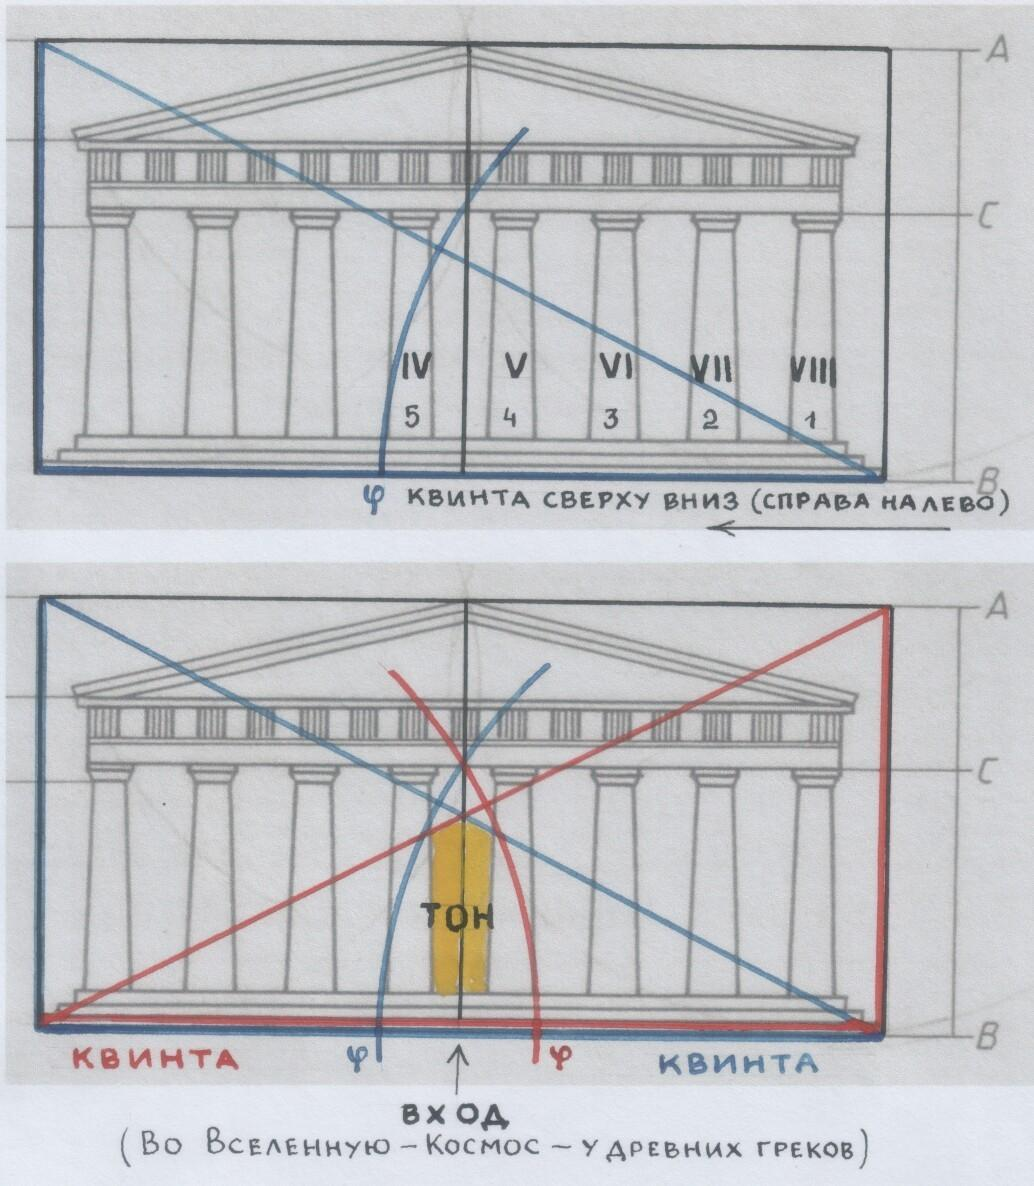 A
C
IV V VI VII VIII
5 4 3 2 1
B
φ КВИНТА СВЕРХУ ВНИЗ (СПРАВА НАЛЕВО)
A
C
ТОН
B
КВИНТА φ φ КВИНТА
ВХОД
(ВО ВСЕЛЕННУЮ – КОСМОС – У ДРЕВНИХ ГРЕКОВ)